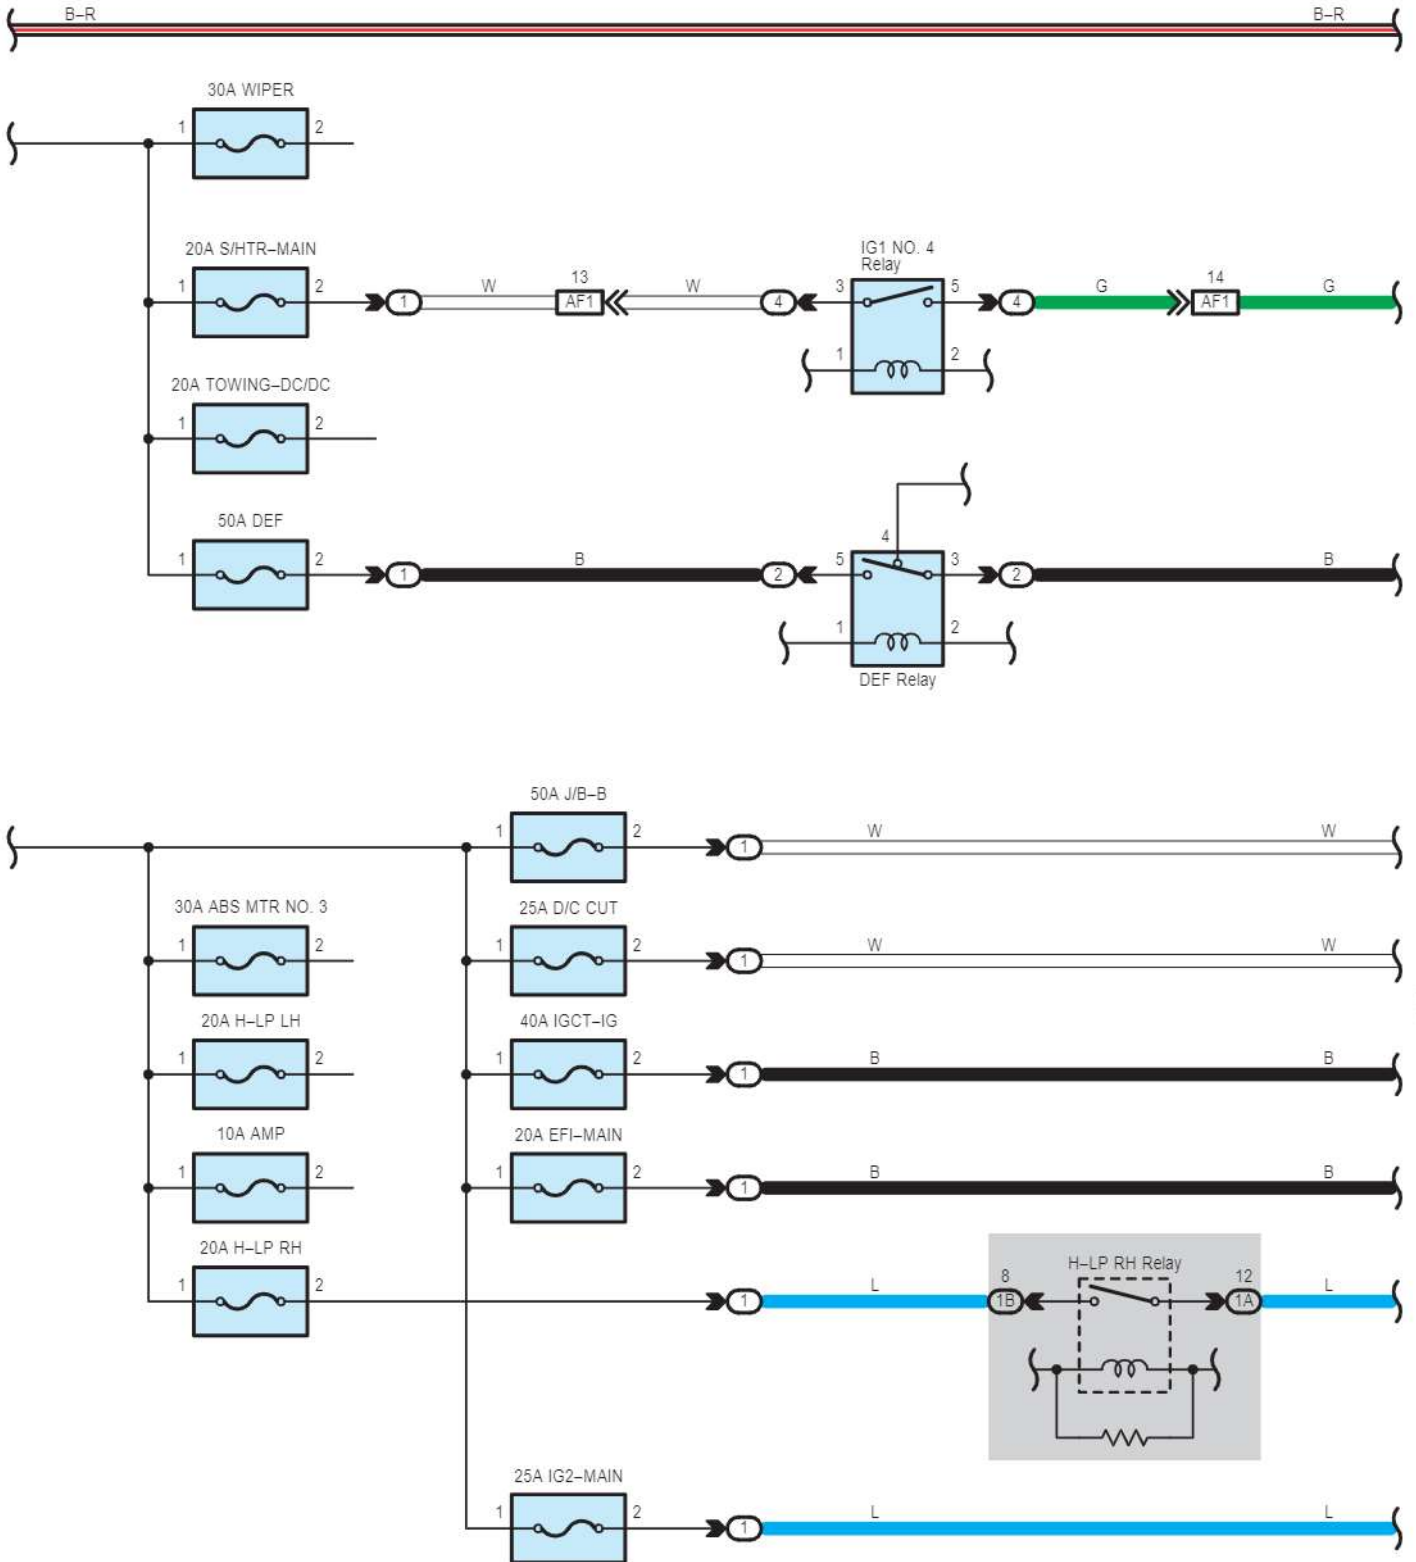 B–R B–R
30A WIPER
1 2
20A S/HTR–MAIN
1 2 1 W 13 AF1 W 4
IG1 NO. 4
Relay
3 5 4 G 14 AF1 G
1 2
20A TOWING–DC/DC
1 2
50A DEF
1 2 1 B 2
4
5 3 2 B
1 2
DEF Relay
50A J/B–B
1 2 1 W W
30A ABS MTR NO. 3 25A D/C CUT
1 2 1 2 1 W W
20A H–LP LH 40A IGCT–IG
1 2 1 2 1 B B
10A AMP 20A EFI–MAIN
1 2 1 2 1 B B
20A H–LP RH H–LP RH Relay
1 2 1 L 8 1B 12 1A L
25A IG2–MAIN
1 2 1 L L